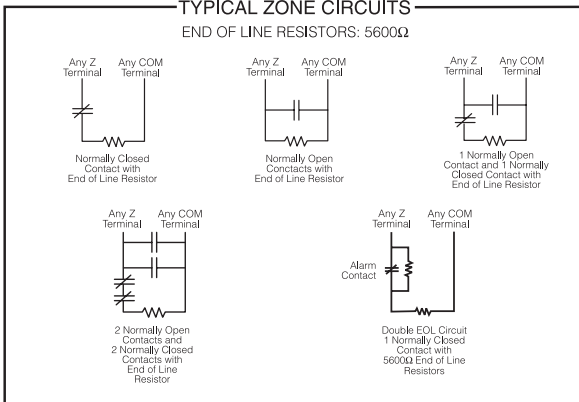 TYPICAL ZONE CIRCUITS
END OF LINE RESISTORS: 5600Ω
Any Z
Terminal
Any COM
Terminal
Normally Closed
Contact with
End of Line Resistor
Any Z
Terminal
Any COM
Terminal
Normally Open
Conctacts with
End of Line Resistor
Any Z
Terminal
Any COM
Terminal
1 Normally Open
Contact and 1 Normally
Closed Contact with
End of Line Resistor
Any Z
Terminal
Any COM
Terminal
2 Normally Open
Contacts and
2 Normally Closed
Contacts with
End of Line
Resistor
Any Z
Terminal
Any COM
Terminal
Alarm
Contact
Double EOL Circuit
1 Normally Closed
Contact with
5600Ω End of Line
Resistors